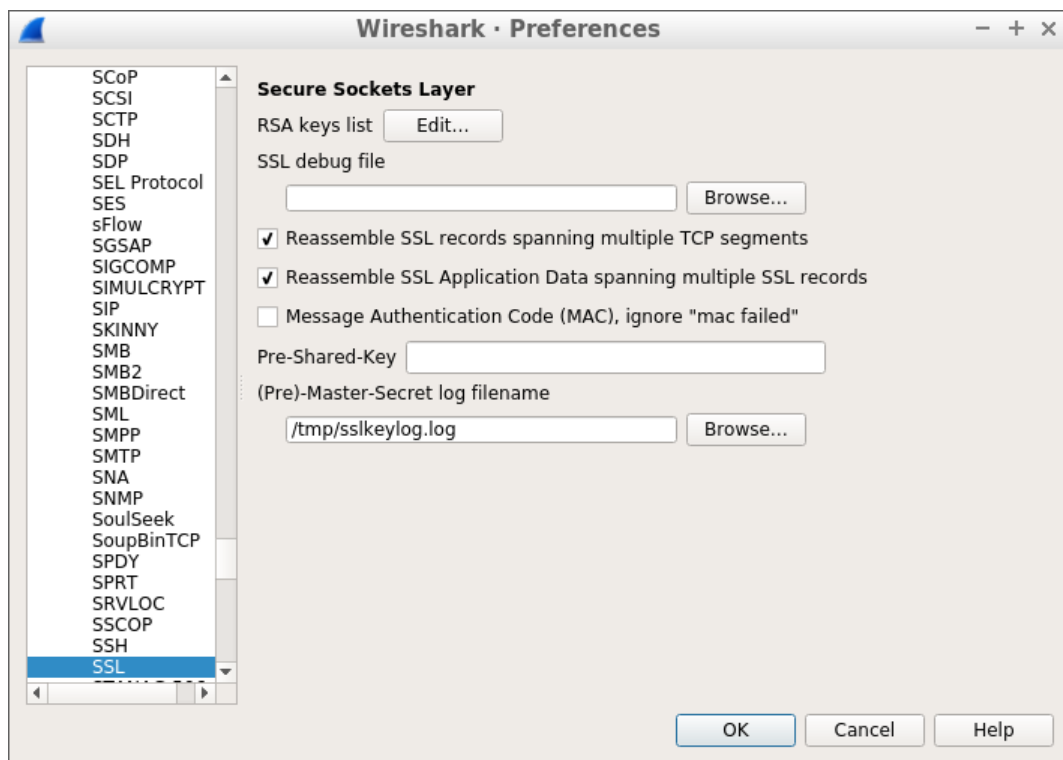 Wireshark · Preferences
SCoP
SCSI
SCTP
SDH
SDP
SEL Protocol
SES
sFlow
SGSAP
SIGCOMP
SIMULCRYPT
SIP
SKINNY
SMB
SMB2
SMBDirect
SML
SMPP
SMTP
SNA
SNMP
SoulSeek
SoupBinTCP
SPDY
SPRT
SRVLOC
SSCOP
SSH
SSL
Secure Sockets Layer
RSA keys list Edit...
SSL debug file
Browse...
Reassemble SSL records spanning multiple TCP segments
Reassemble SSL Application Data spanning multiple SSL records
Message Authentication Code (MAC), ignore "mac failed"
Pre-Shared-Key
(Pre)-Master-Secret log filename
/tmp/sslkeylog.log Browse...
OK Cancel Help